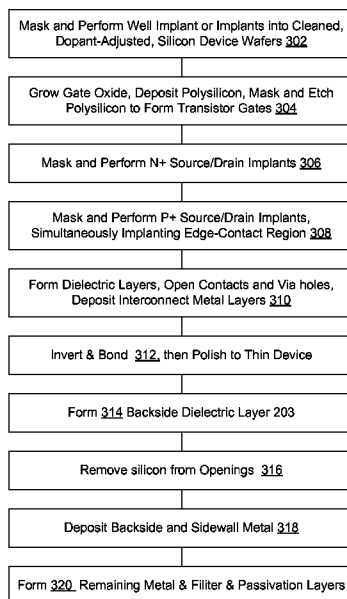 Mask and Perform Well Implant or Implants into Cleaned,
Dopant-Adjusted, Silicon Device Wafers 302
Grow Gate Oxide, Deposit Polysilicon, Mask and Etch
Polysilicon to Form Transistor Gates 304
Mask and Perform N+ Source/Drain Implants 306
Mask and Perform P+ Source/Drain Implants,
Simultaneously Implanting Edge-Contact Region 308
Form Dielectric Layers, Open Contacts and Via holes,
Deposit Interconnect Metal Layers 310
Invert & Bond 312, then Polish to Thin Device
Form 314 Backside Dielectric Layer 203
Remove silicon from Openings 316
Deposit Backside and Sidewall Metal 318
Form 320 Remaining Metal & Filiter & Passivation Layers